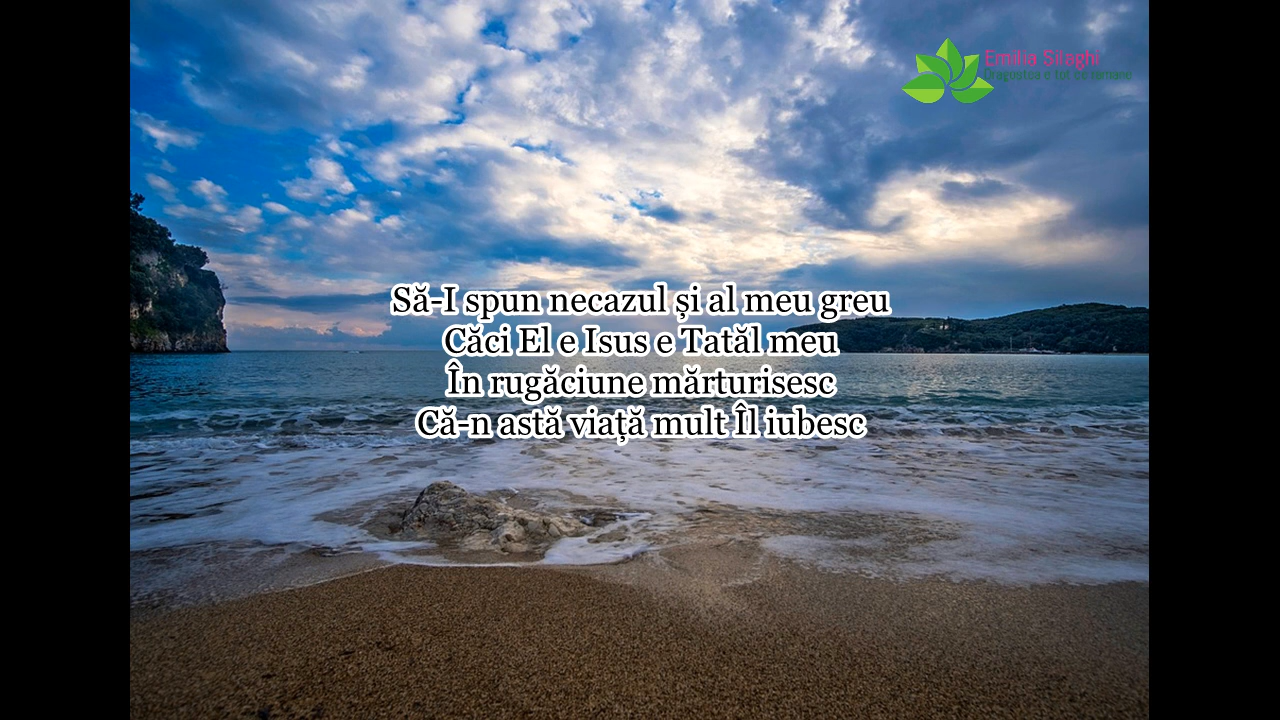 Emilia Silaghi
Dragostea e tot ce rămâne
Să-I spun necazul și al meu greu
Căci El e Isus e Tatăl meu
În rugăciune mărturisesc
Că-n astă viață mult Îl iubesc